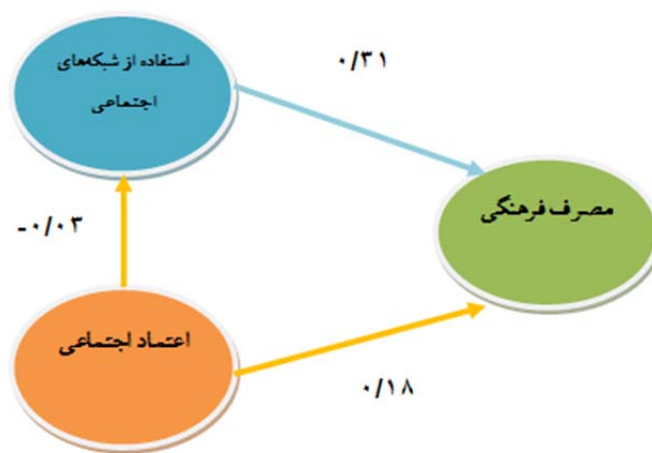 استفاده از شبکه‌های
اجتماعی
۰/۳۱
مصرف فرهنگی
-۰/۰۳
اعتماد اجتماعی
۰/۱۸